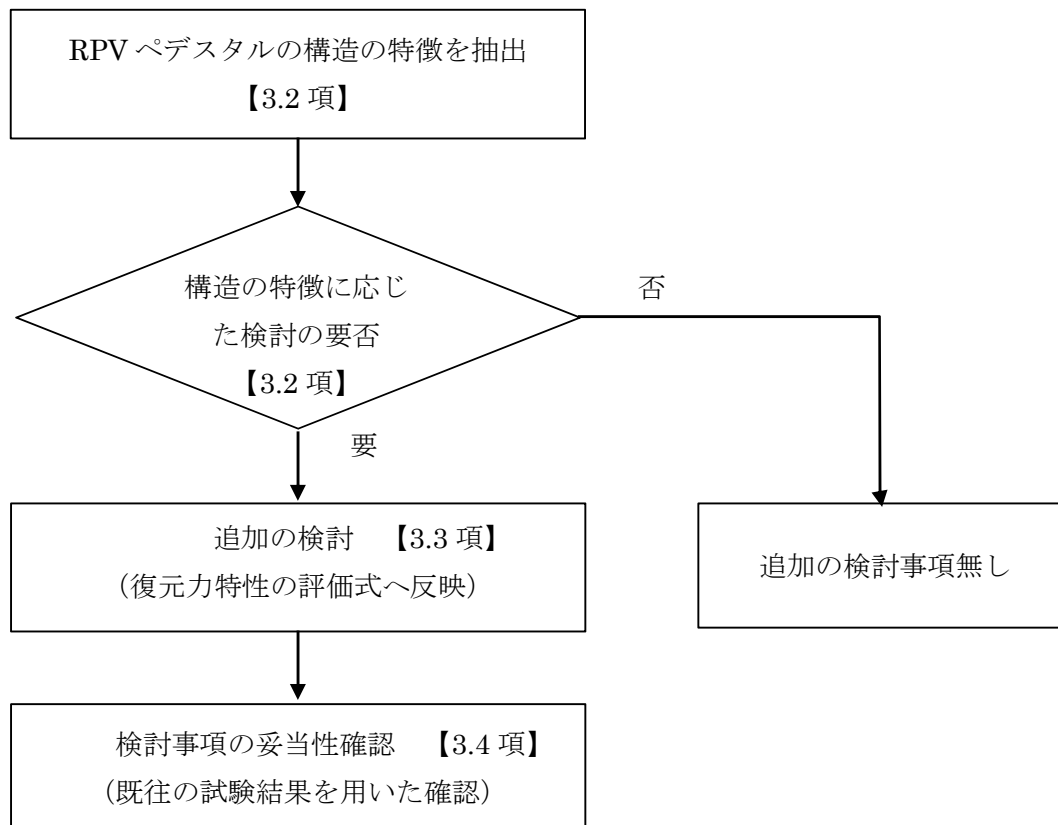 RPV ペデスタルの構造の特徴を抽出
【3.2 項】
構造の特徴に応じ
た検討の要否
【3.2 項】
否
要
追加の検討　【3.3 項】
（復元力特性の評価式へ反映）
追加の検討事項無し
検討事項の妥当性確認　【3.4 項】
（既往の試験結果を用いた確認）